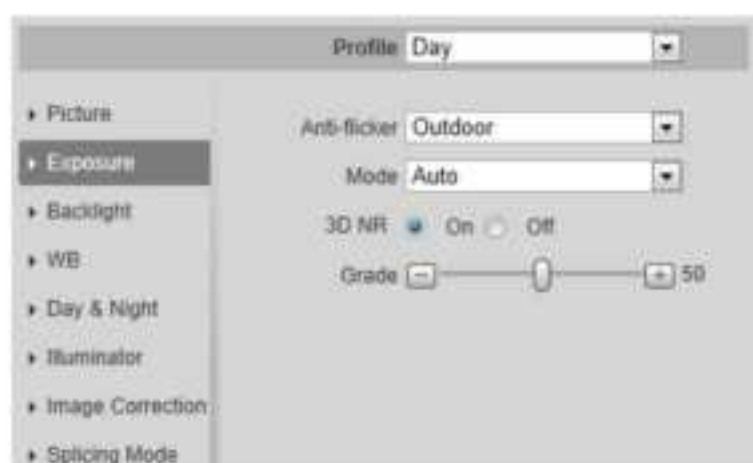 Profile Day
Picture
Exposure
Backlight
WB
Day & Night
Illuminator
Image Correction
Splicing Mode
Anti-flicker Outdoor
Mode Auto
3D NR On Off
Grade 50